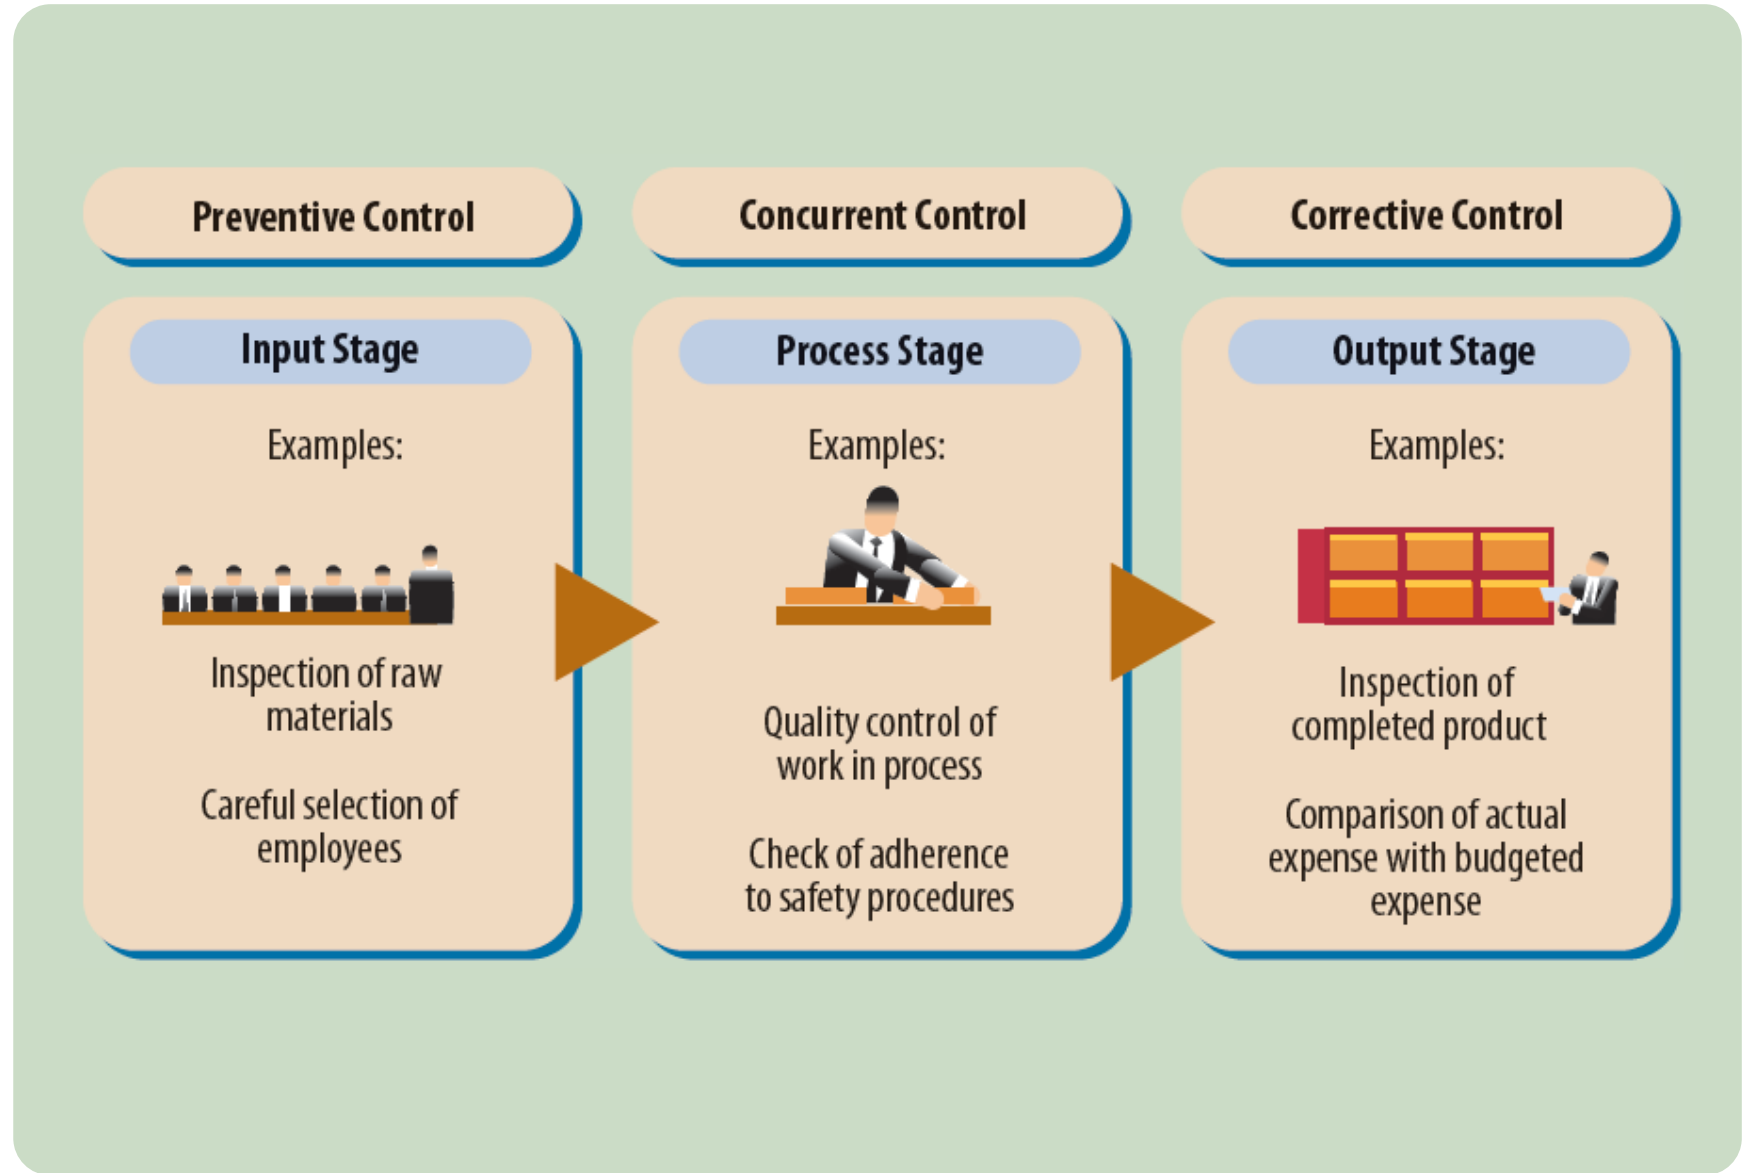 Preventive Control
Input Stage
Examples:
Inspection of raw
materials
Careful selection of
employees
Concurrent Control
Process Stage
Examples:
Quality control of
work in process
Check of adherence
to safety procedures
Corrective Control
Output Stage
Examples:
Inspection of
completed product
Comparison of actual
expense with budgeted
expense